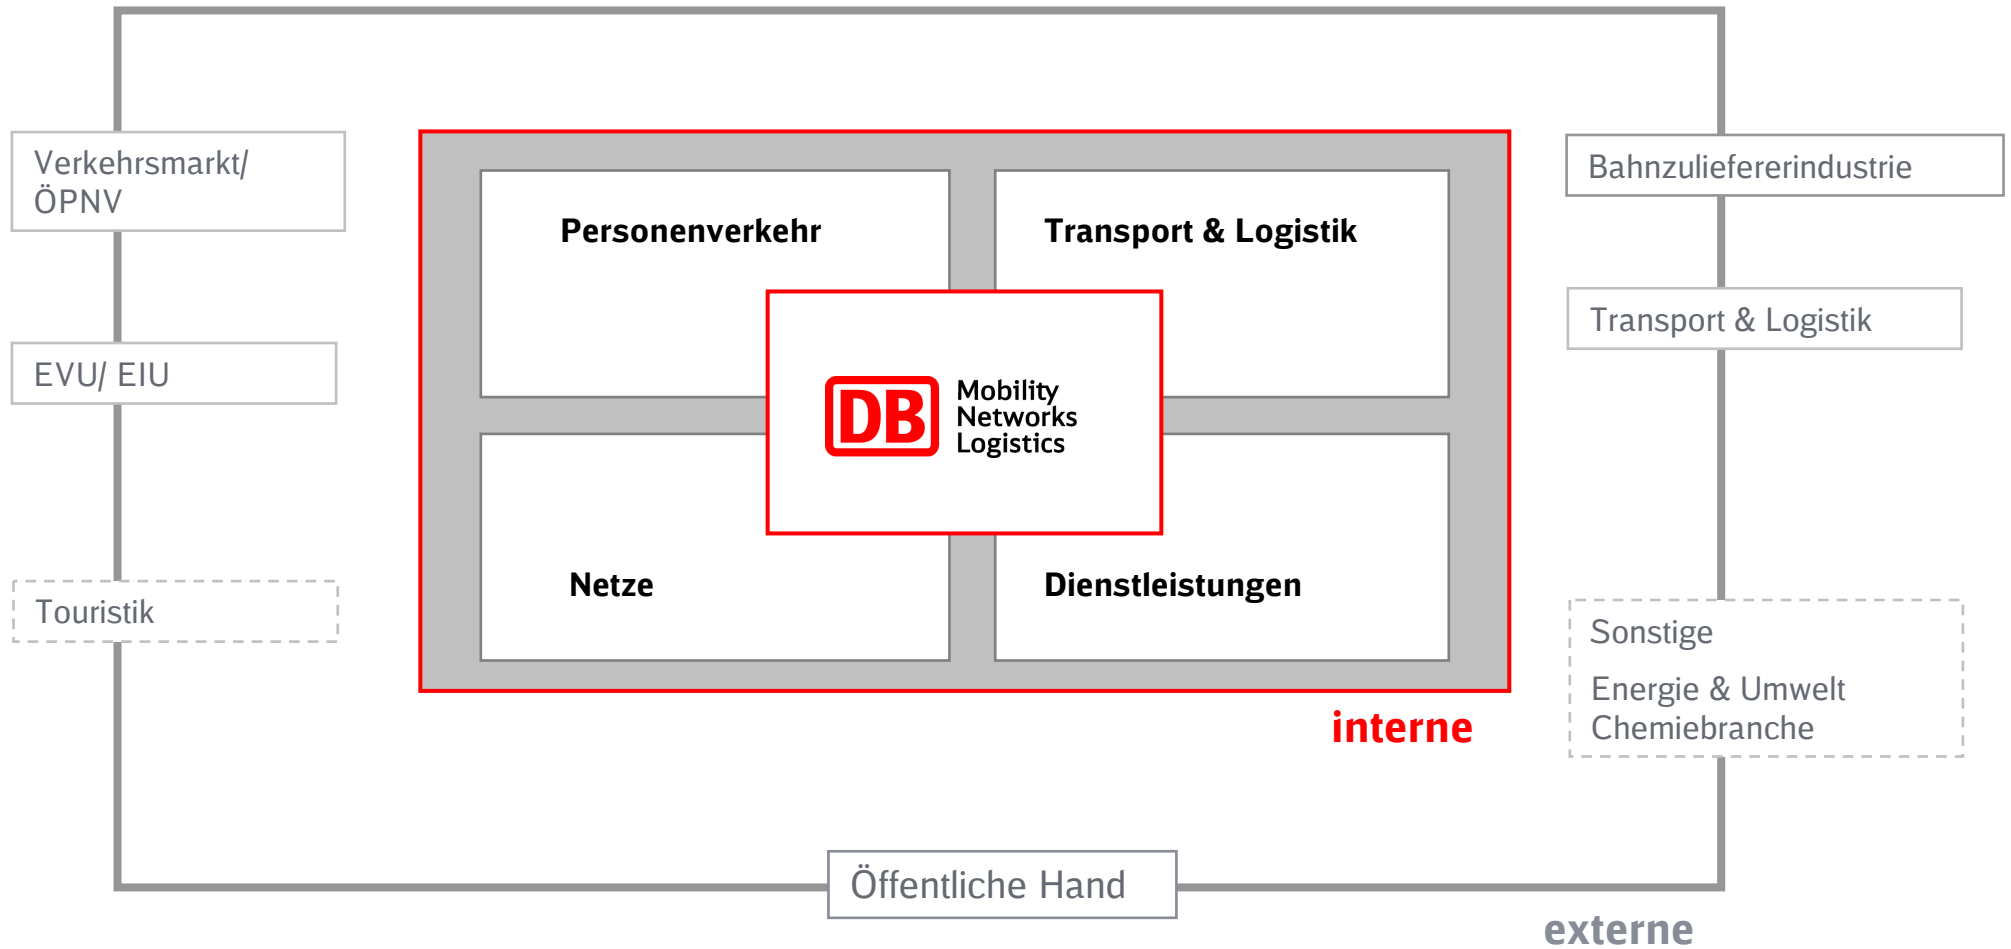 Verkehrsmarkt/
ÖPNV
EVU/ EIU
Touristik
Personenverkehr
Transport & Logistik
DB
Mobility
Networks
Logistics
Netze
Dienstleistungen
interne
Bahnzuliefererindustrie
Transport & Logistik
Sonstige
Energie & Umwelt
Chemiebranche
Öffentliche Hand
externe